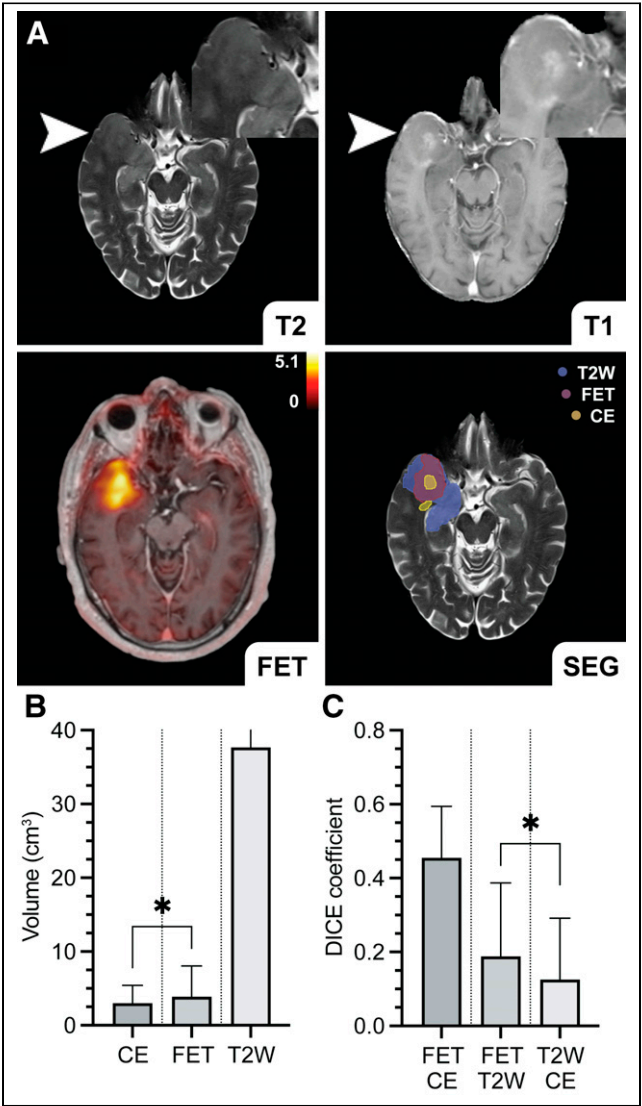 A
T2
T1
5.1
0
FET
T2W
FET
CE
SEG
B
Volume (cm³)
40
30
20
10
0
*
CE FET T2W
C
DICE coefficient
0.8
0.6
0.4
0.2
0.0
*
FET FET T2W
CE T2W CE